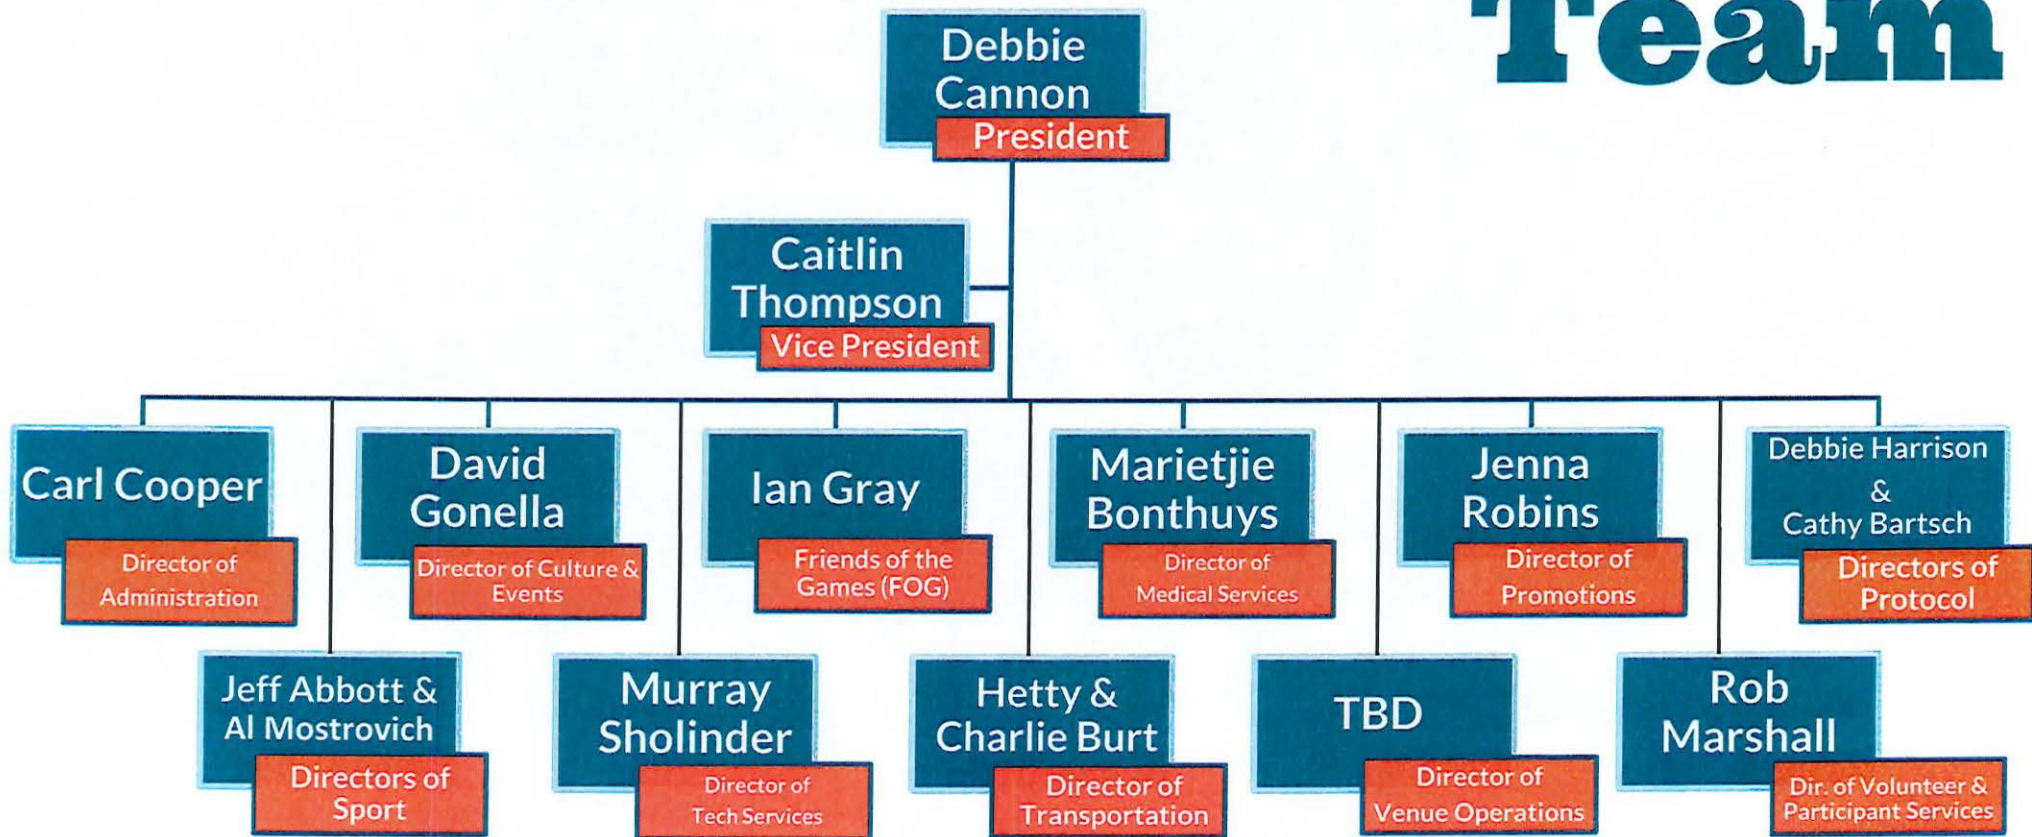 Team
Debbie
Cannon
President
Caitlin
Thompson
Vice President
Carl Cooper
Director of
Administration
David
Gonella
Director of Culture &
Events
Ian Gray
Friends of the
Games (FOG)
Marietjie
Bonthuys
Director of
Medical Services
Jenna
Robins
Director of
Promotions
Debbie Harrison
&
Cathy Bartsch
Directors of
Protocol
Jeff Abbott &
Al Mostrovich
Directors of
Sport
Murray
Sholinder
Director of
Tech Services
Hetty &
Charlie Burt
Director of
Transportation
TBD
Director of
Venue Operations
Rob
Marshall
Dir. of Volunteer &
Participant Services